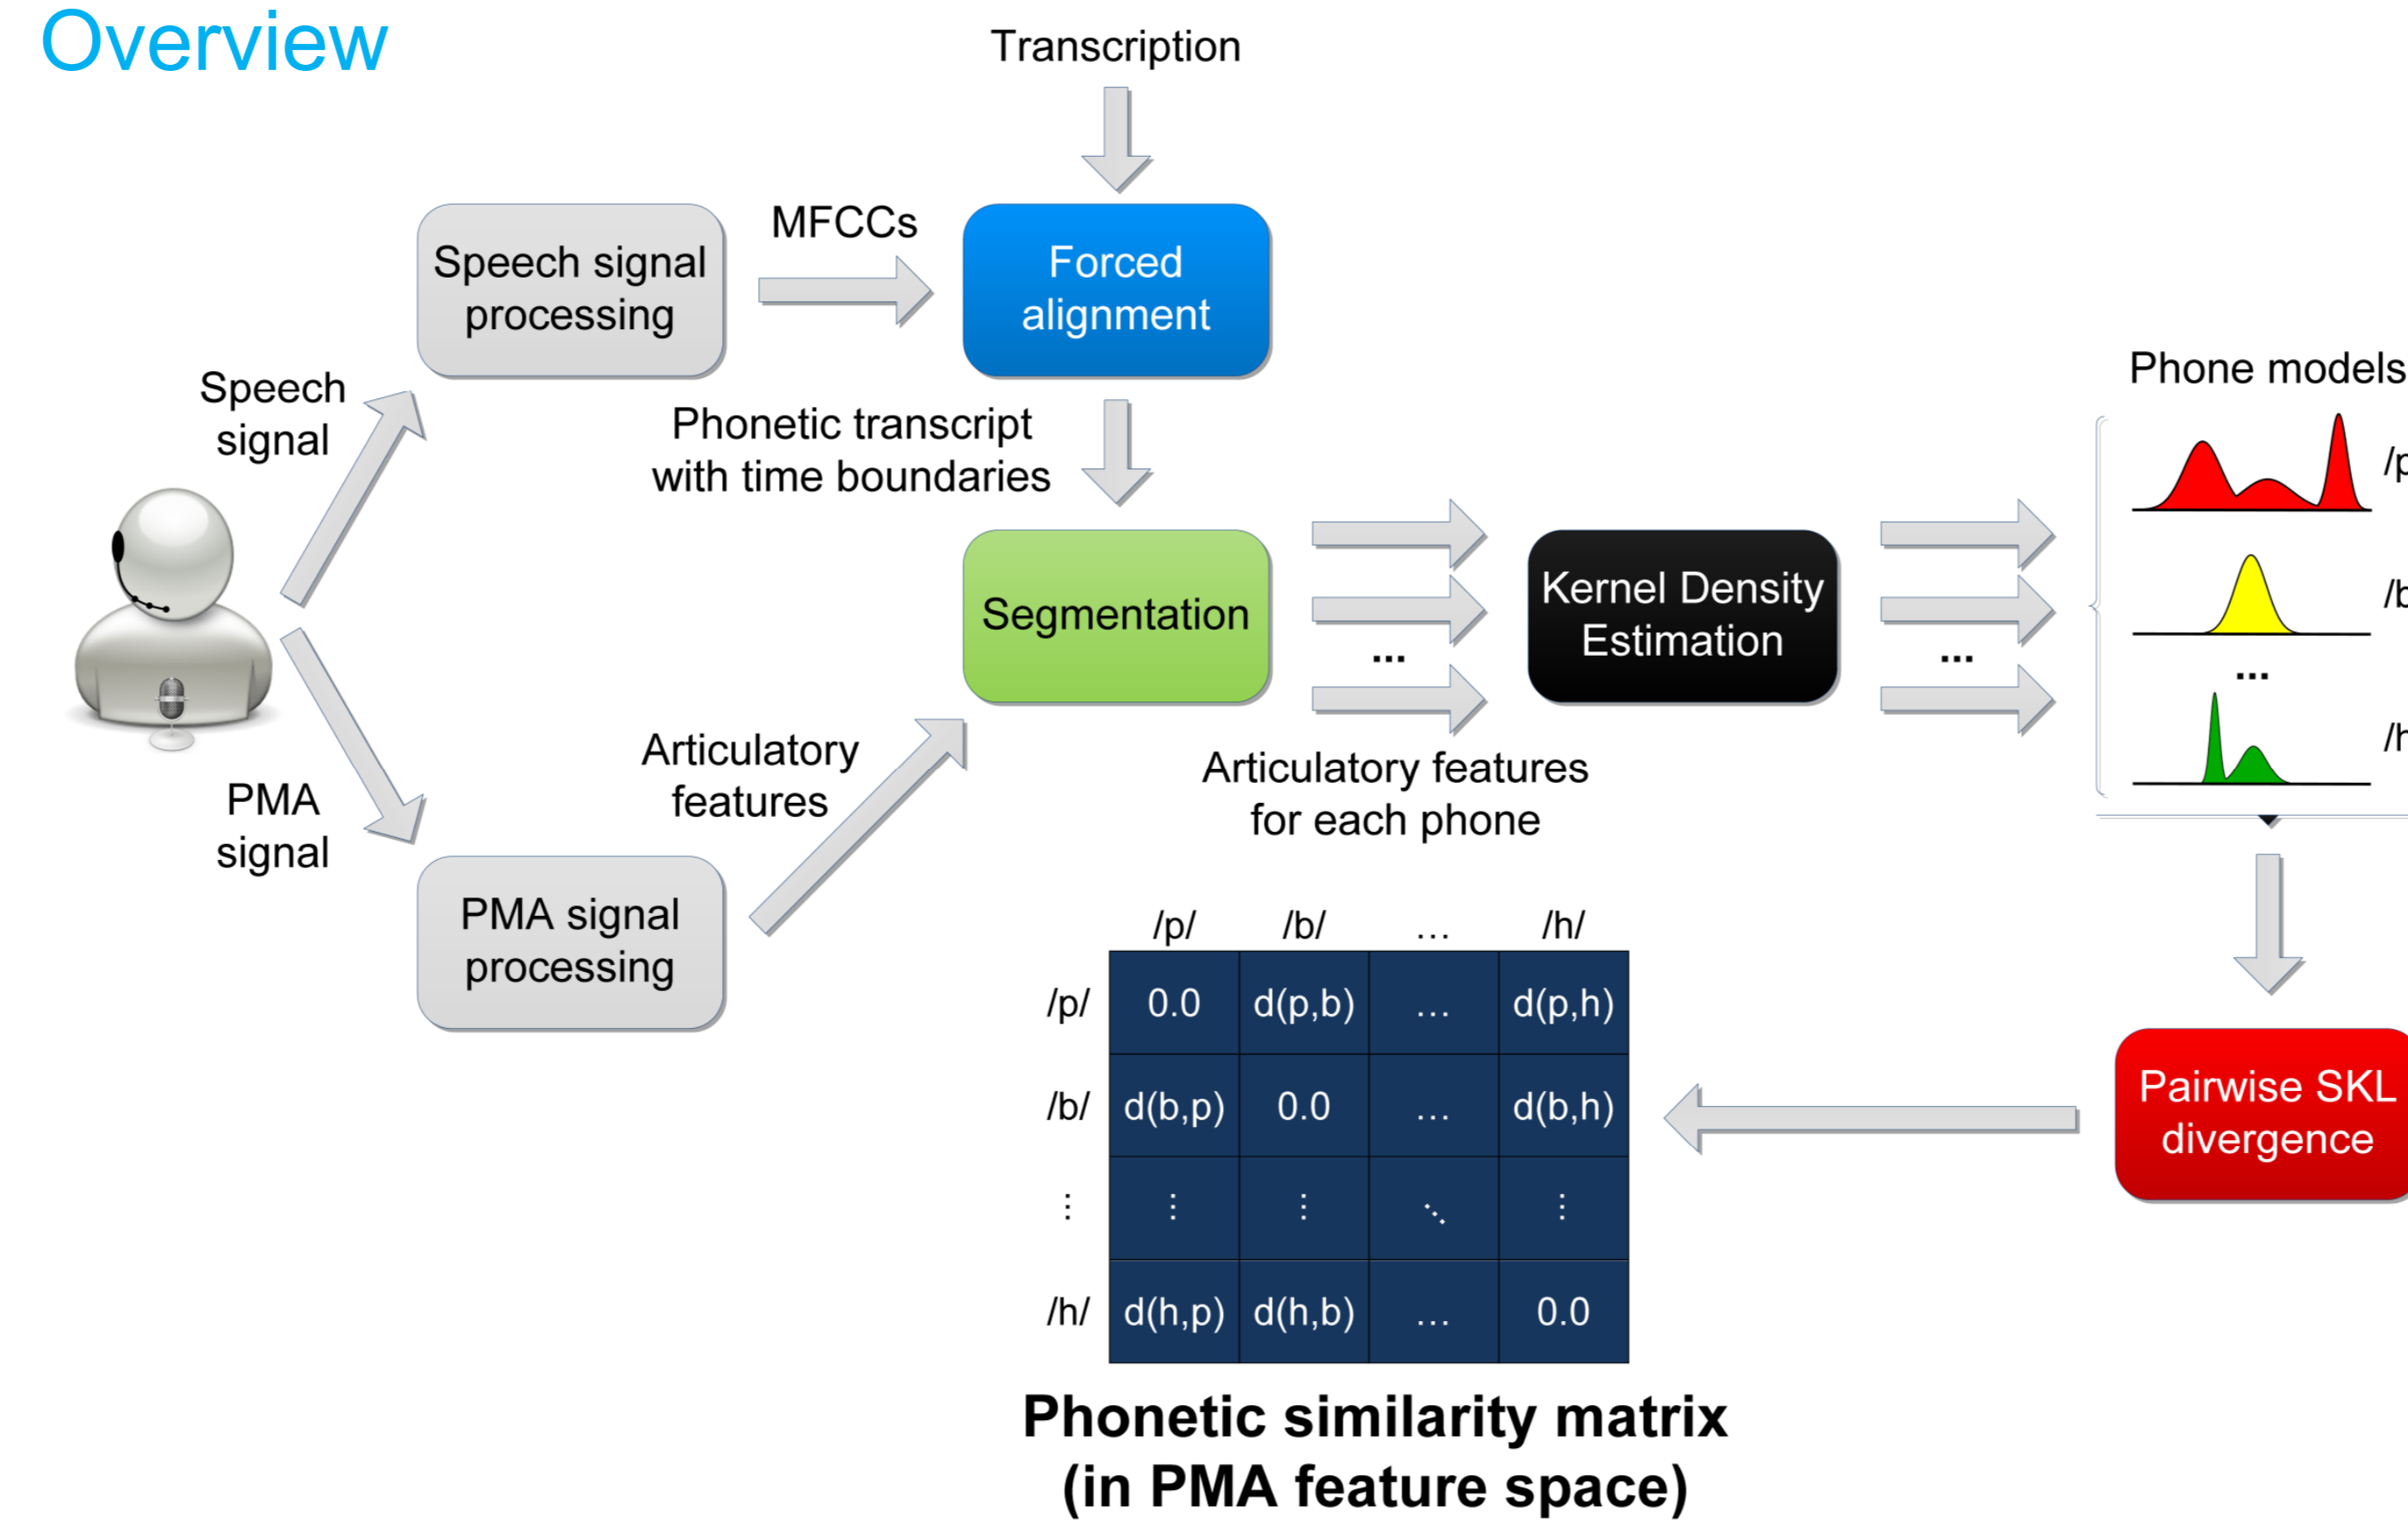 Overview
Transcription
Speech signal
processing
MFCCs
Forced
alignment
Speech
signal
Phonetic transcript
with time boundaries
Phone models
/p
/b
...
/h
Segmentation
...
Kernel Density
Estimation
...
Articulatory
features
Articulatory features
for each phone
PMA
signal
PMA signal
processing
/p/ /b/ … /h/
/p/ 0.0 d(p,b) … d(p,h)
/b/ d(b,p) 0.0 … d(b,h)
⋮ ⋮ ⋮ ⋱ ⋮
/h/ d(h,p) d(h,b) … 0.0
Pairwise SKL
divergence
Phonetic similarity matrix
(in PMA feature space)